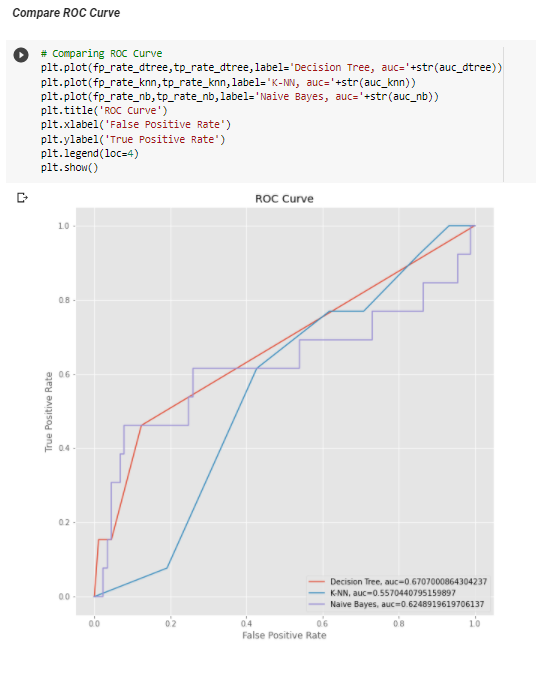 Compare ROC Curve
# Comparing ROC Curve
plt.plot(fp_rate_dtree,tp_rate_dtree,label='Decision Tree, auc='+str(auc_dtree))
plt.plot(fp_rate_knn,tp_rate_knn,label='K-NN, auc='+str(auc_knn))
plt.plot(fp_rate_nb,tp_rate_nb,label='Naive Bayes, auc='+str(auc_nb))
plt.title('ROC Curve')
plt.xlabel('False Positive Rate')
plt.ylabel('True Positive Rate')
plt.legend(loc=4)
plt.show()
ROC Curve
1.0
0.8
0.6
0.4
0.2
0.0
True Positive Rate
Decision Tree, auc=0.6707000864304237
K-NN, auc=0.5570440795159897
Naive Bayes, auc=0.6248919619706137
0.0 0.2 0.4 0.6 0.8 1.0
False Positive Rate